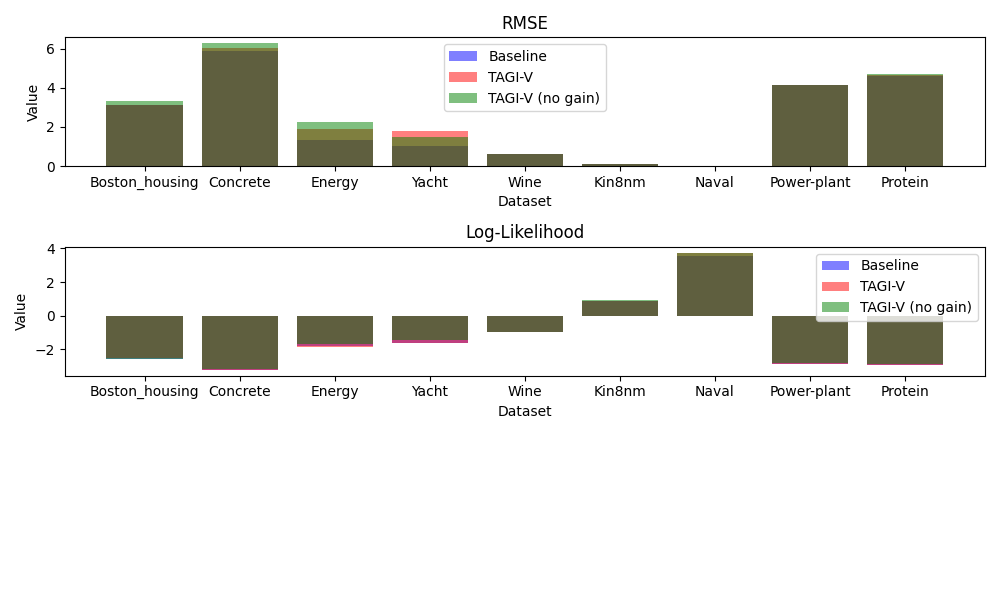 RMSE
6
4
2
0
Value
Baseline
TAGI-V
TAGI-V (no gain)
Boston_housing Concrete Energy Yacht Wine Kin8nm Naval Power-plant Protein
Dataset
Log-Likelihood
4
2
0
−2
Value
Baseline
TAGI-V
TAGI-V (no gain)
Boston_housing Concrete Energy Yacht Wine Kin8nm Naval Power-plant Protein
Dataset